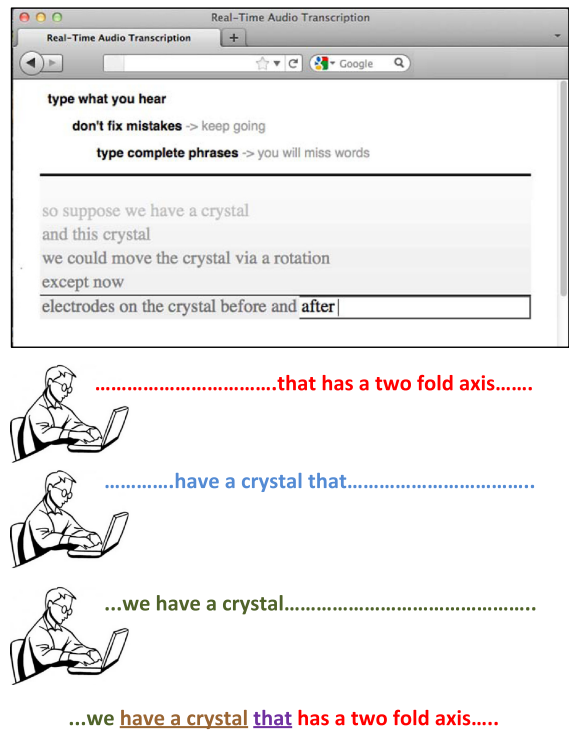 Real-Time Audio Transcription
Real-Time Audio Transcription +
Google
type what you hear
don't fix mistakes -> keep going
type complete phrases -> you will miss words
so suppose we have a crystal
and this crystal
we could move the crystal via a rotation
except now
electrodes on the crystal before and after
…………………………….that has a two fold axis…….
………….have a crystal that……………………………..
...we have a crystal………………………………………..
...we have a crystal that has a two fold axis…..